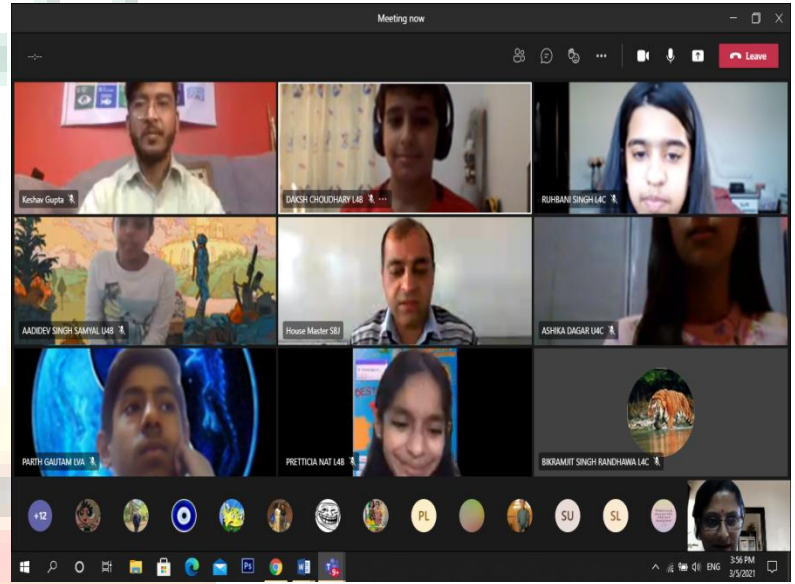 Meeting now
--:--
Leave
Keshav Gupta
DAKSH CHOUDHARY L4B
RUHBANI SINGH L4C
AADIDEV SINGH SAMYAL U4B
House Master SBJ
ASHIKA DAGAR U4C
BEST
PARTH GAUTAM LVA
PRETTICIA NAT L4B
BIKRAMJIT SINGH RANDHAWA L4C
+12
PL
SU
SL
Ps
ENG
3:56 PM
3/5/2021